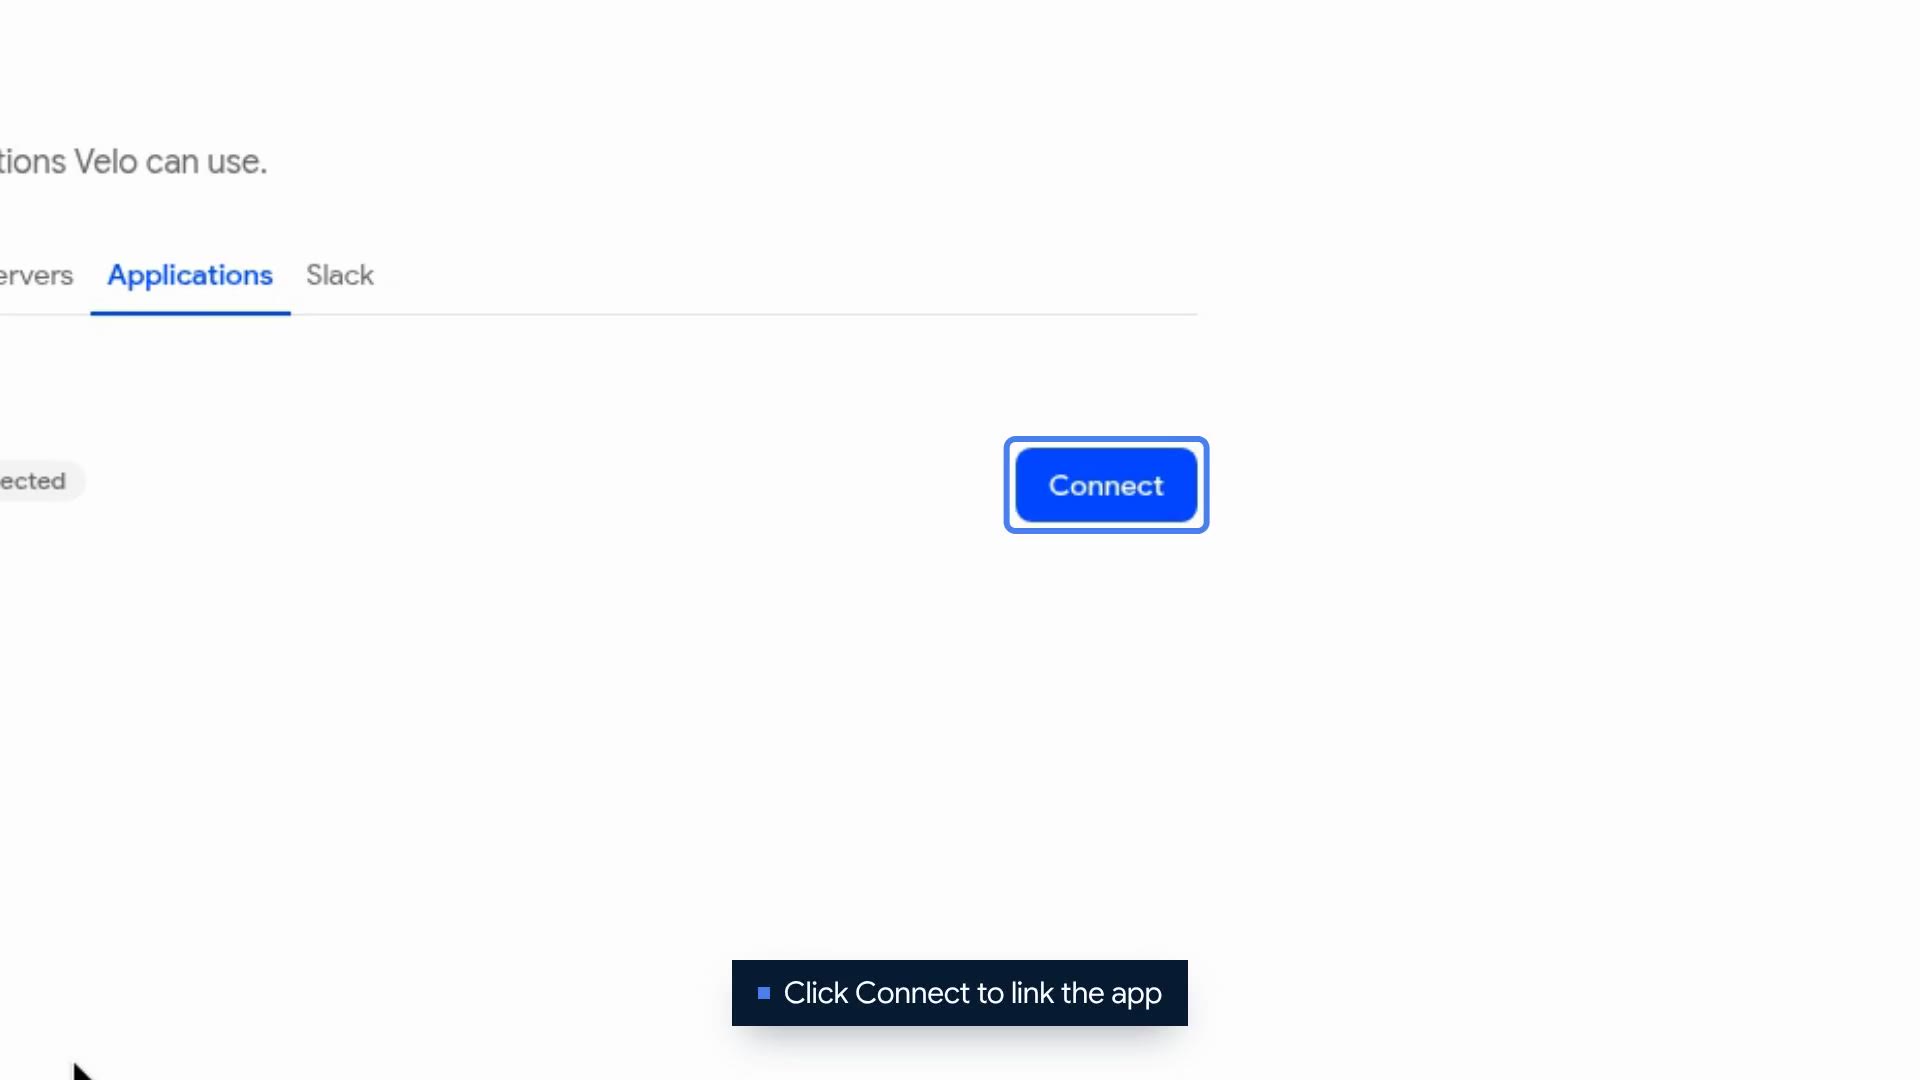 tions Velo can use.
ervers Applications Slack
ected Connect
Click Connect to link the app